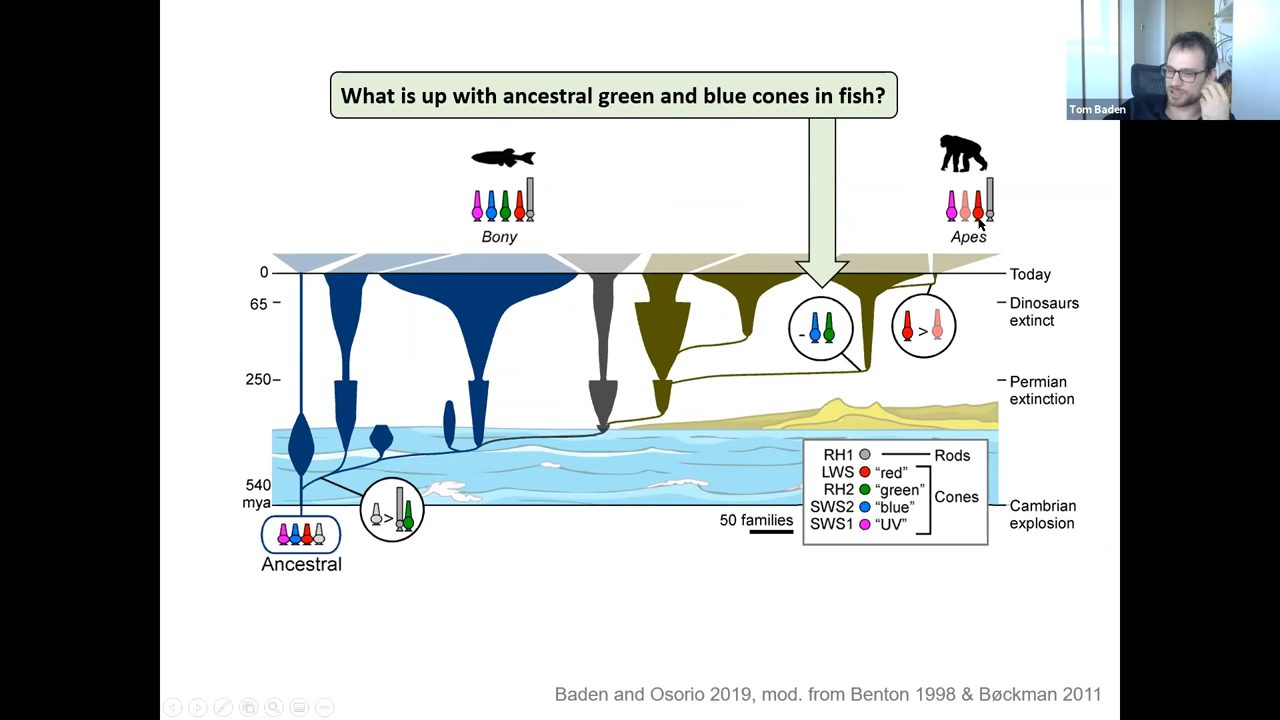 What is up with ancestral green and blue cones in fish?
Tom Baden
Bony
Apes
0
65
250
540
mya
Today
Dinosaurs
extinct
Permian
extinction
Cambrian
explosion
-
>
>
>
RH1 Rods
LWS "red"
RH2 "green"
SWS2 "blue"
SWS1 "UV"
Cones
50 families
Ancestral
Baden and Osorio 2019, mod. from Benton 1998 & Bøckman 2011